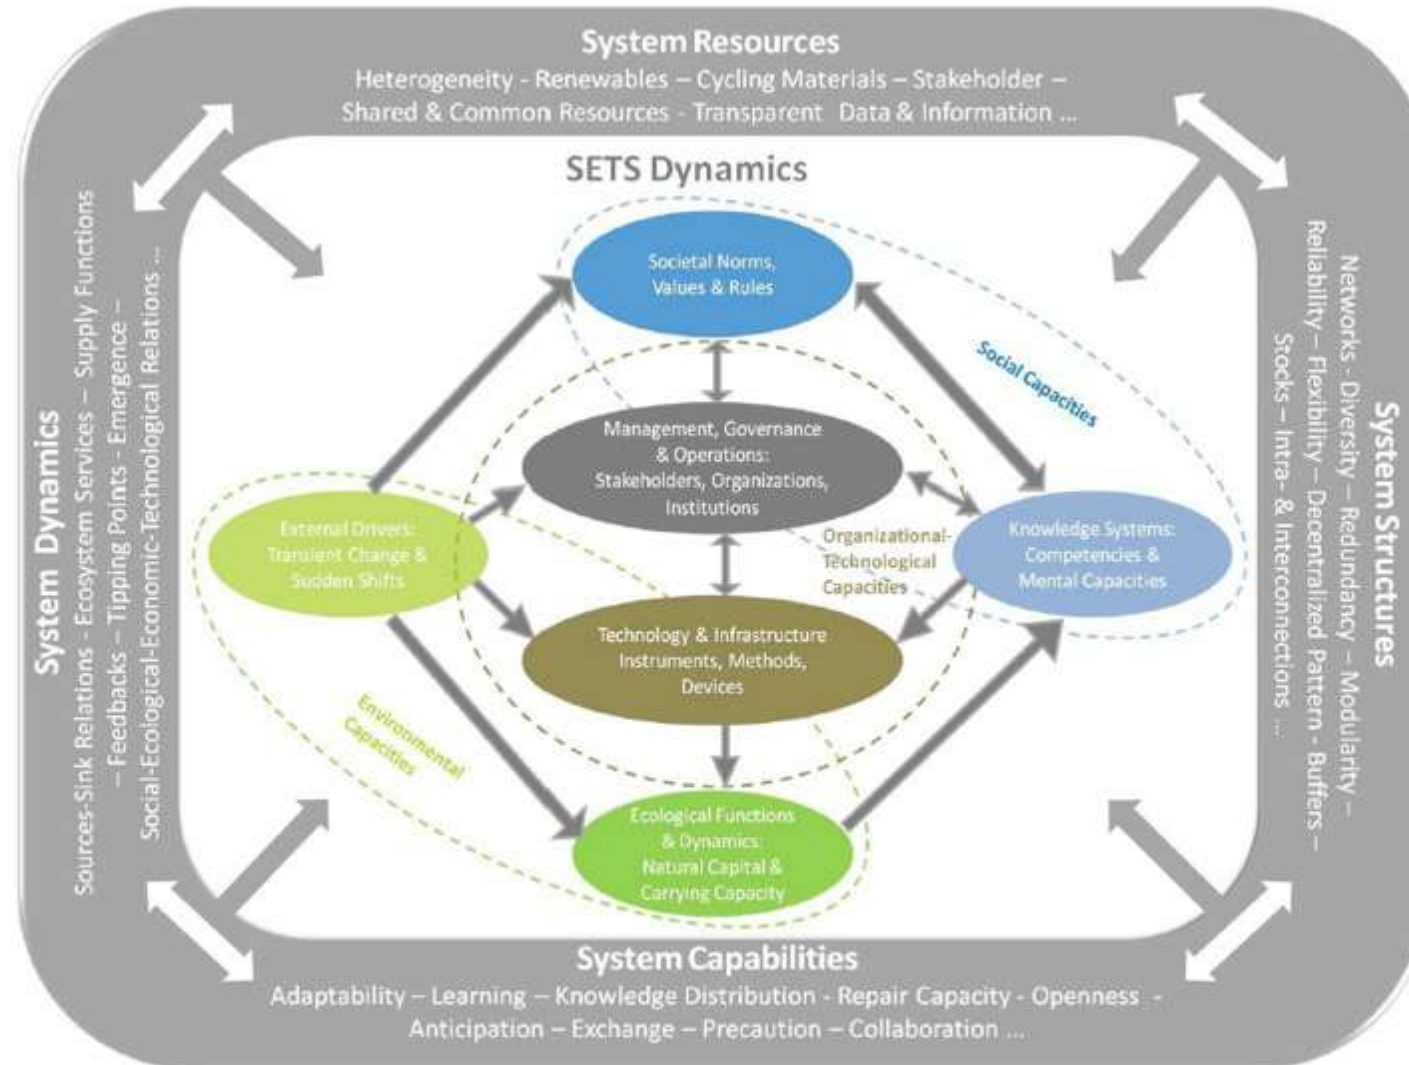 System Resources
Heterogeneity - Renewables – Cycling Materials – Stakeholder –
Shared & Common Resources - Transparent Data & Information ...
SETS Dynamics
Societal Norms,
Values & Rules
Social Capacities
Management, Governance
& Operations:
Stakeholders, Organizations,
Institutions
External Drivers:
Transient Change &
Sudden Shifts
Organizational-
Technological
Capacities
Knowledge Systems:
Competencies &
Mental Capacities
Technology & Infrastructure
Instruments, Methods,
Devices
Environmental
Capacities
Ecological Functions
& Dynamics:
Natural Capital &
Carrying Capacity
System Dynamics
Sources-Sink Relations - Ecosystem Services – Supply Functions
– Feedbacks – Tipping Points - Emergence –
Social-Ecological-Economic-Technological Relations ...
System Structures
Networks - Diversity – Redundancy – Modularity –
Reliability – Flexibility – Decentralized Pattern - Buffers –
Stocks – Intra- & Interconnections ...
System Capabilities
Adaptability – Learning – Knowledge Distribution - Repair Capacity - Openness -
Anticipation – Exchange – Precaution – Collaboration ...